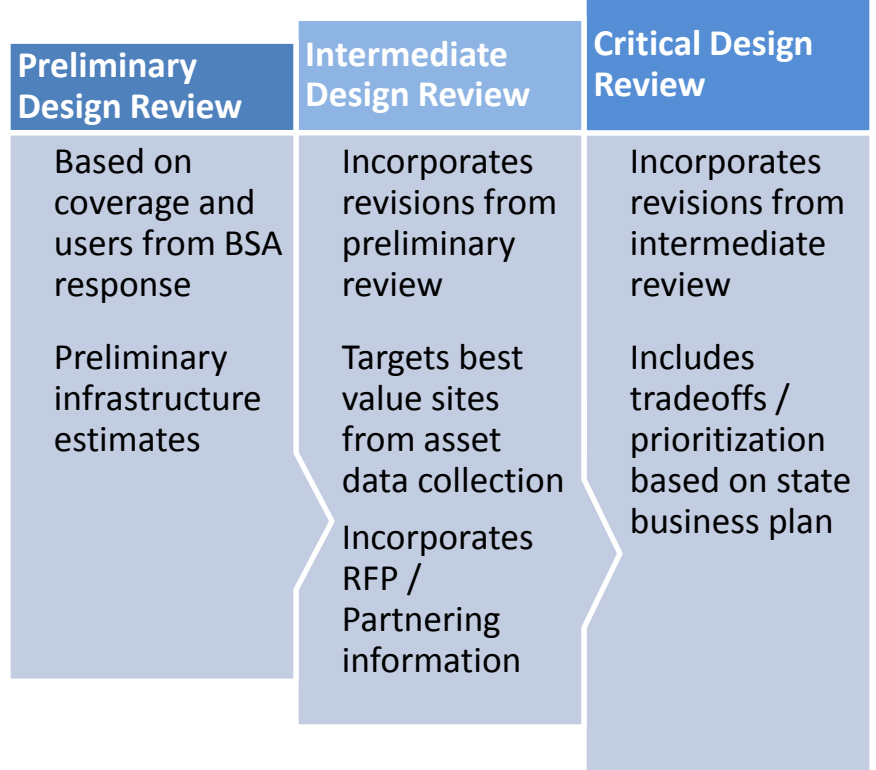 Preliminary
Design Review
Based on
coverage and
users from BSA
response
Preliminary
infrastructure
estimates
Intermediate
Design Review
Incorporates
revisions from
preliminary
review
Targets best
value sites
from asset
data collection
Incorporates
RFP /
Partnering
information
Critical Design
Review
Incorporates
revisions from
intermediate
review
Includes
tradeoffs /
prioritization
based on state
business plan